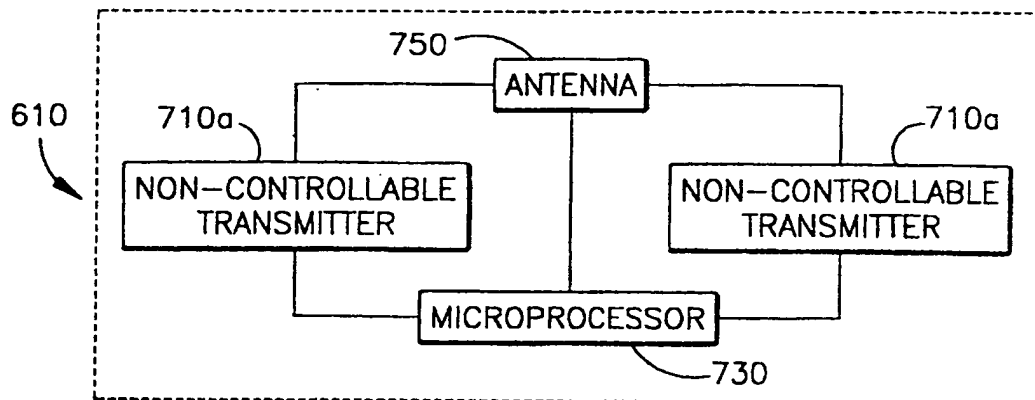 750
ANTENNA
610
710a
710a
NON-CONTROLLABLE
TRANSMITTER
NON-CONTROLLABLE
TRANSMITTER
MICROPROCESSOR
730